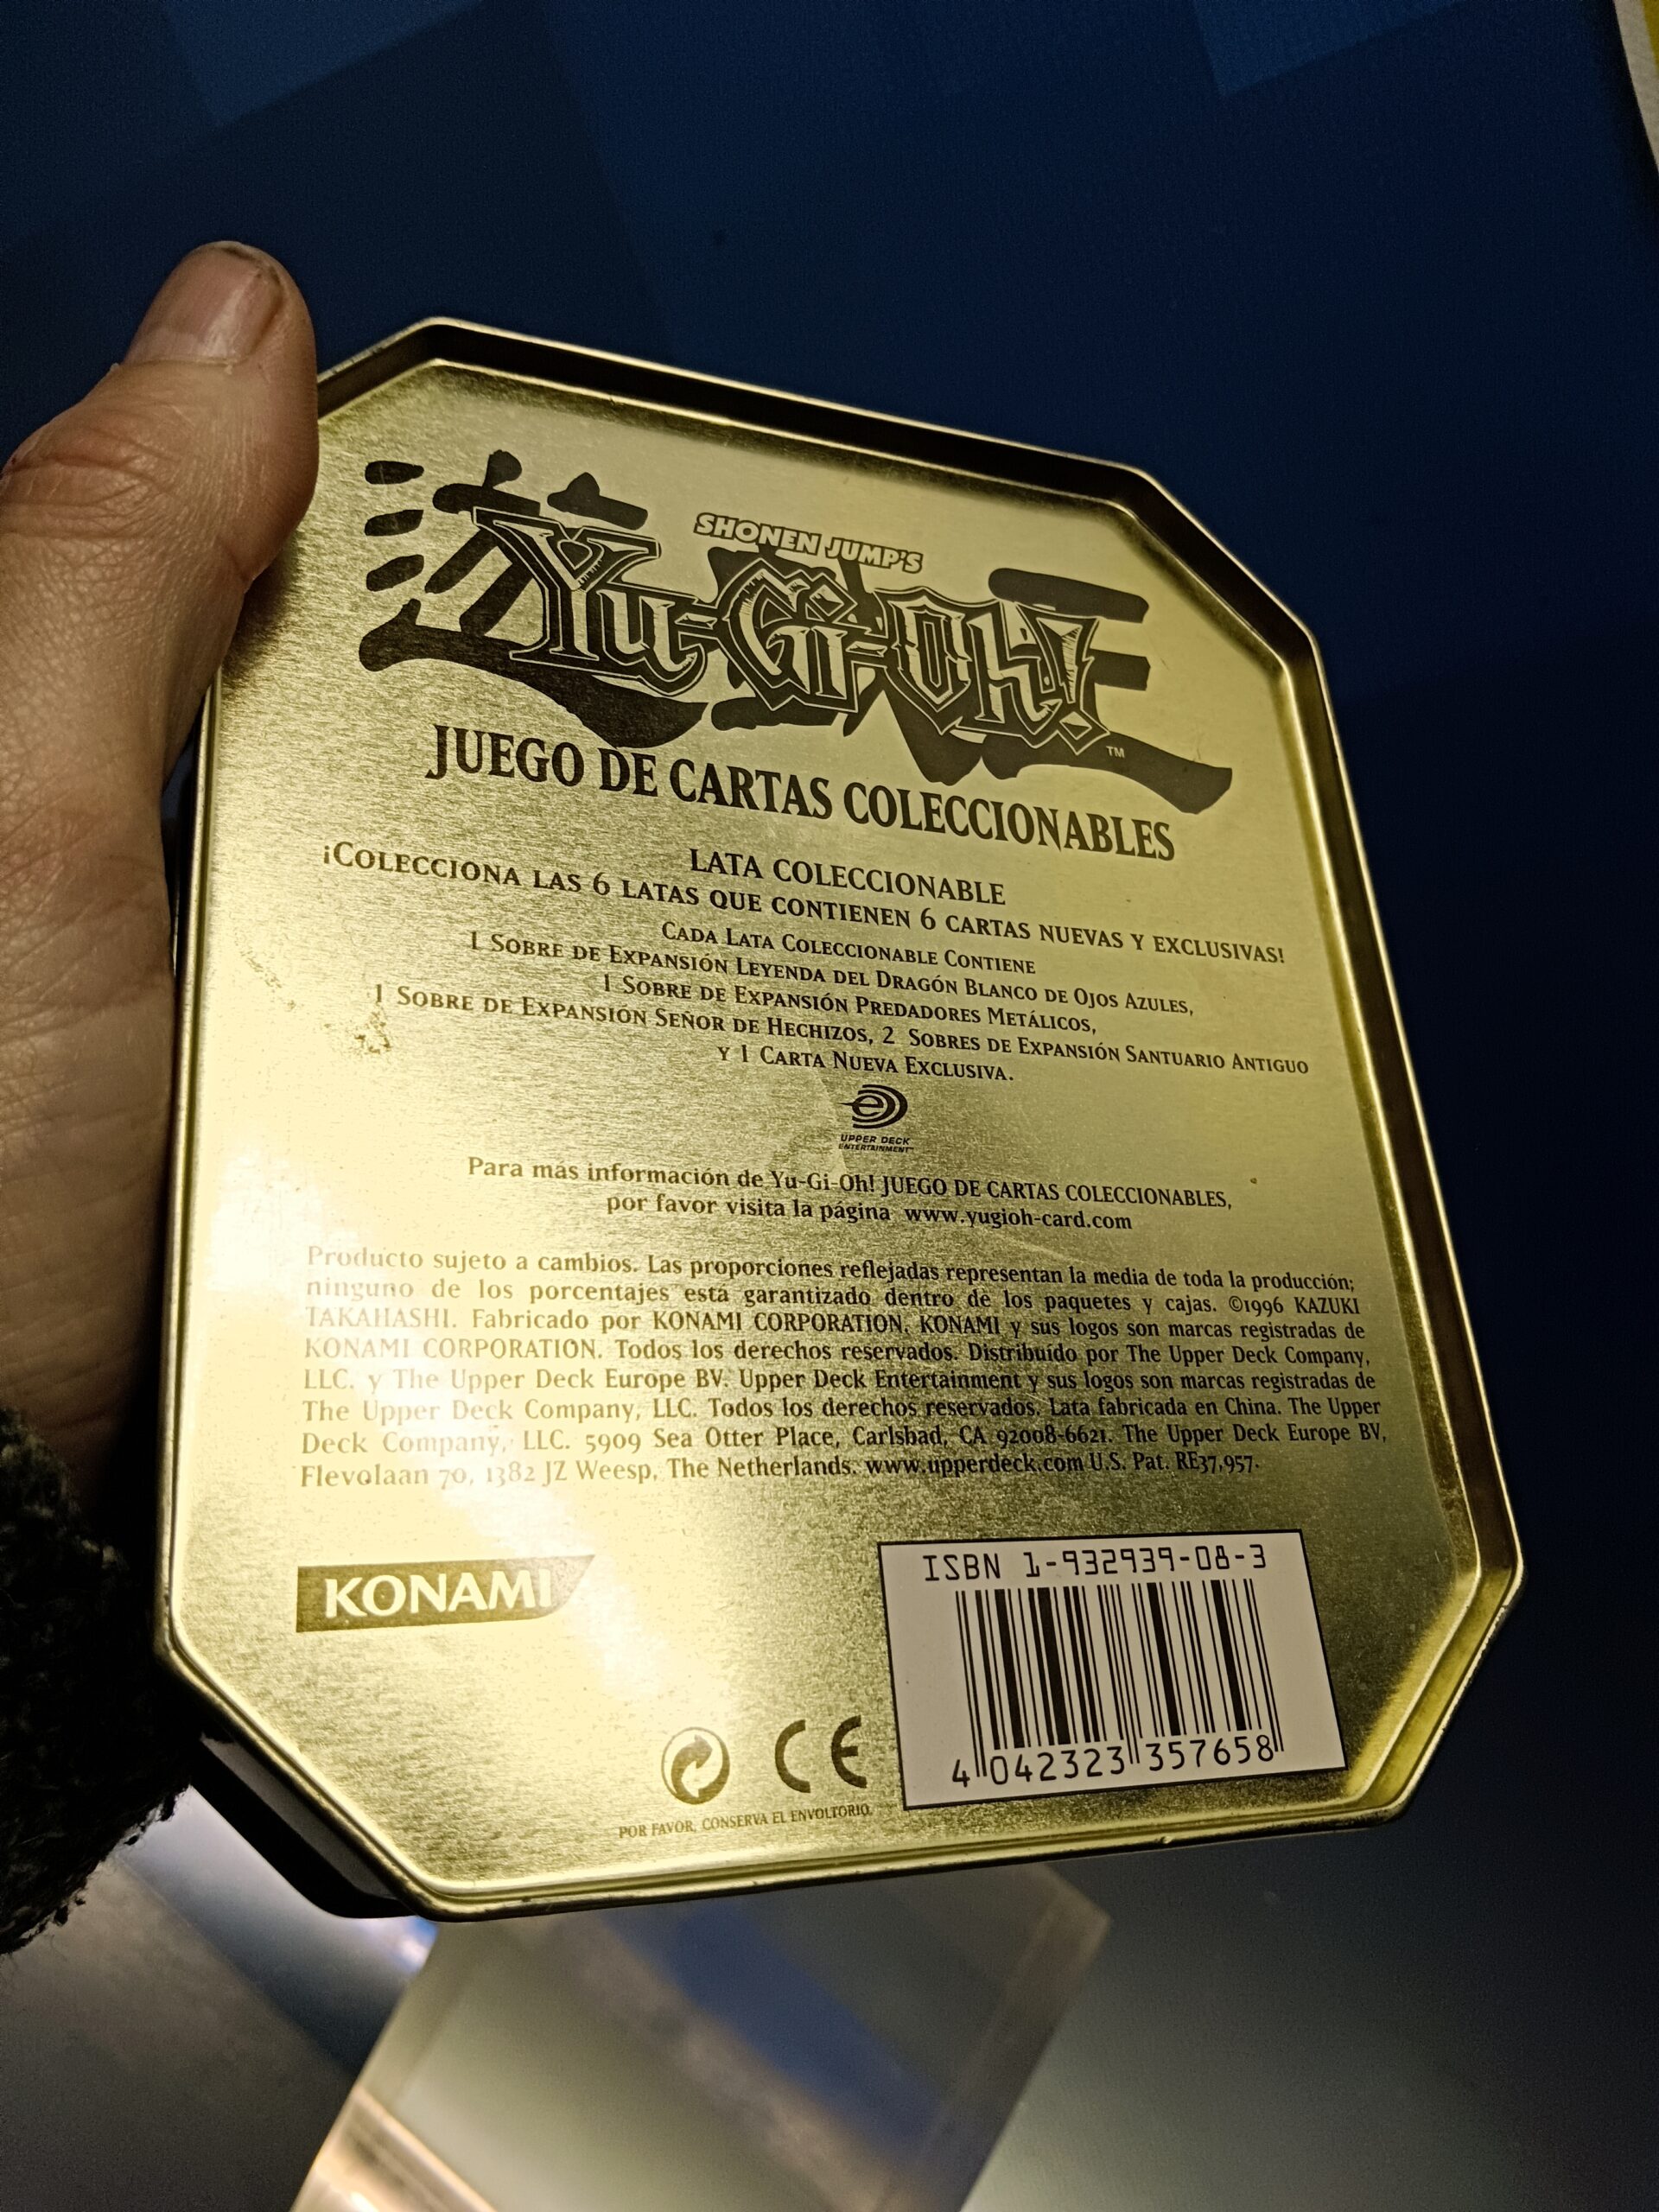 遊戯王
SHONEN JUMP'S
Yu-Gi-Oh!
TM
JUEGO DE CARTAS COLECCIONABLES
LATA COLECCIONABLE
¡COLECCIONA LAS 6 LATAS QUE CONTIENEN 6 CARTAS NUEVAS Y EXCLUSIVAS!
CADA LATA COLECCIONABLE CONTIENE
1 SOBRE DE EXPANSIÓN LEYENDA DEL DRAGÓN BLANCO DE OJOS AZULES,
1 SOBRE DE EXPANSIÓN PREDADORES METÁLICOS,
1 SOBRE DE EXPANSIÓN SEÑOR DE HECHIZOS, 2 SOBRES DE EXPANSIÓN SANTUARIO ANTIGUO
Y 1 CARTA NUEVA EXCLUSIVA.
UPPER DECK
ENTERTAINMENT
Para más información de Yu-Gi-Oh! JUEGO DE CARTAS COLECCIONABLES,
por favor visita la página www.yugioh-card.com
Producto sujeto a cambios. Las proporciones reflejadas representan la media de toda la producción;
ninguno de los porcentajes está garantizado dentro de los paquetes y cajas. ©1996 KAZUKI
TAKAHASHI. Fabricado por KONAMI CORPORATION. KONAMI y sus logos son marcas registradas de
KONAMI CORPORATION. Todos los derechos reservados. Distribuido por The Upper Deck Company,
LLC. y The Upper Deck Europe BV. Upper Deck Entertainment y sus logos son marcas registradas de
The Upper Deck Company, LLC. Todos los derechos reservados. Lata fabricada en China. The Upper
Deck Company, LLC. 5909 Sea Otter Place, Carlsbad, CA 92008-6621. The Upper Deck Europe BV,
Flevolaan 70, 1382 JZ Weesp, The Netherlands. www.upperdeck.com U.S. Pat. RE37,957.
KONAMI
ISBN 1-932939-08-3
4 042323 357658
CE
POR FAVOR, CONSERVA EL ENVOLTORIO.